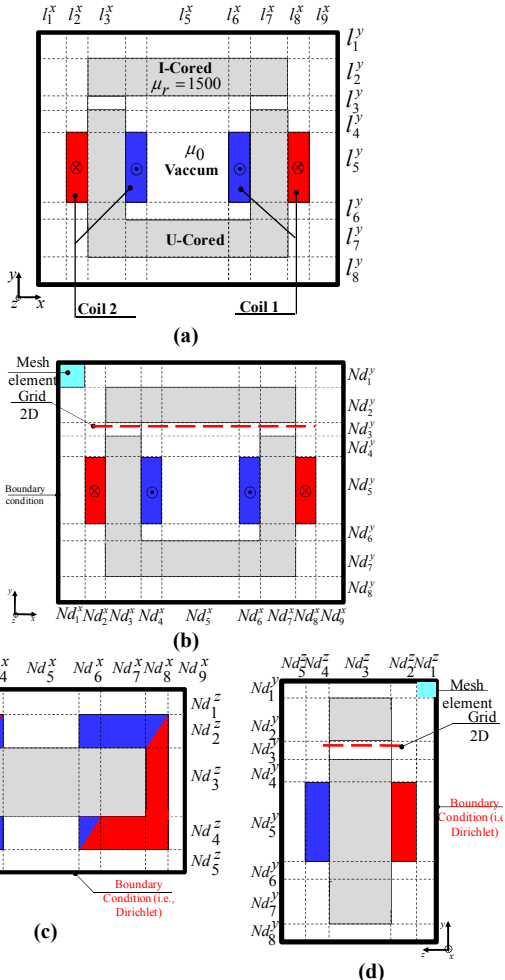 l₁ˣ l₂ˣ l₃ˣ l₅ˣ l₆ˣ l₇ˣ l₈ˣ l₉ˣ
l₁ʸ
I-Cored
l₂ʸ
μᵣ = 1500
l₃ʸ
l₄ʸ
μ₀
Vaccum
l₅ʸ
l₆ʸ
U-Cored
l₇ʸ
l₈ʸ
y
z x
Coil 2
Coil 1
(a)
Mesh
element
Grid
2D
Boundary
condition
Nd₁ʸ
Nd₂ʸ
Nd₃ʸ
Nd₄ʸ
Nd₅ʸ
Nd₆ʸ
Nd₇ʸ
Nd₈ʸ
y
z x
Nd₁ˣ Nd₂ˣ Nd₃ˣ Nd₄ˣ Nd₅ˣ Nd₆ˣ Nd₇ˣ Nd₈ˣ Nd₉ˣ
(b)
x
4 Nd₅ˣ Nd₆ˣ Nd₇ˣ Nd₈ˣ Nd₉ˣ
Nd₁ᶻ
Nd₂ᶻ
Nd₃ᶻ
Nd₄ᶻ
Nd₅ᶻ
Boundary
Condition (i.e.,
Dirichlet)
(c)
Nd₅ᶻ Nd₄ᶻ Nd₃ᶻ Nd₂ᶻ Nd₁ᶻ
Nd₁ʸ
Nd₂ʸ
Nd₃ʸ
Nd₄ʸ
Nd₅ʸ
Nd₆ʸ
Nd₇ʸ
Nd₈ʸ
Mesh
element
Grid
2D
Boundary
Condition (i.e
Dirichlet)
y
z x
(d)